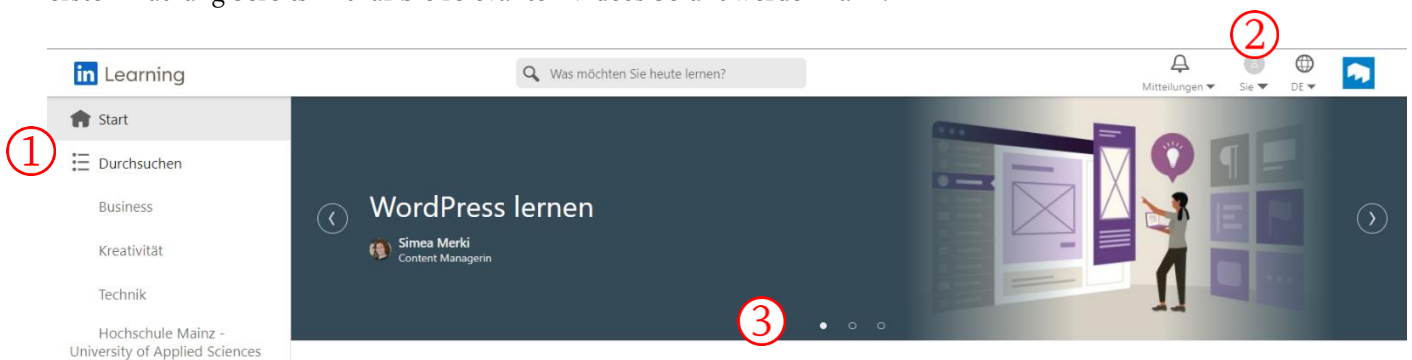 ②
in Learning
Was möchten Sie heute lernen?
Mitteilungen
Sie
DE
Start
①
Durchsuchen
Business
WordPress lernen
Simea Merki
Content Managerin
Kreativität
Technik
③
Hochschule Mainz -
University of Applied Sciences